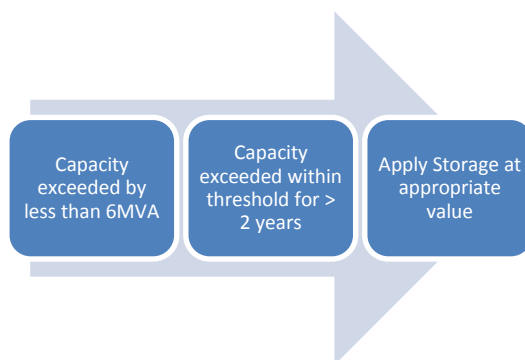 Capacity
exceeded by
less than 6MVA
Capacity
exceeded within
threshold for >
2 years
Apply Storage at
appropriate
value